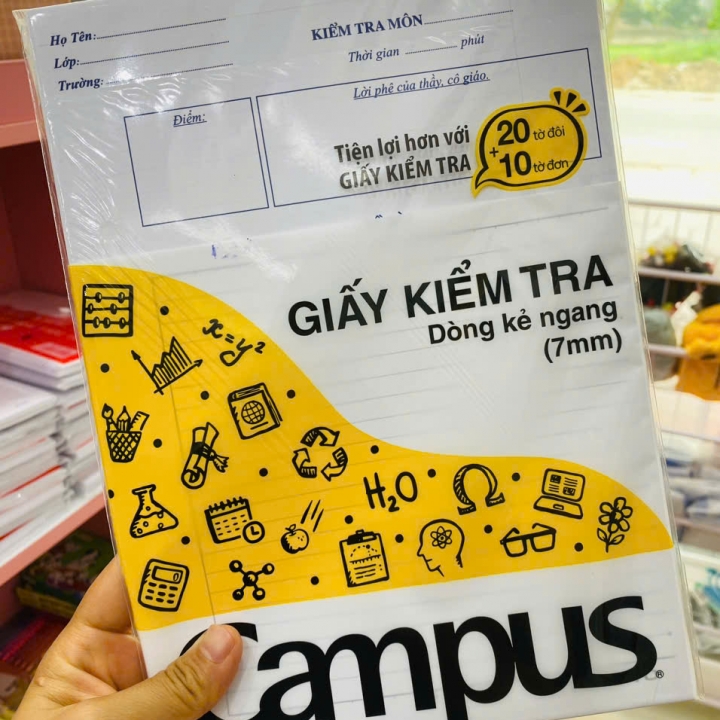 Họ Tên:
KIỂM TRA MÔN
Lớp:
Thời gian phút
Trường:
Điểm:
Lời phê của thầy, cô giáo.
Tiện lợi hơn với
GIẤY KIỂM TRA
20 tờ đôi
+
10 tờ đơn
GIẤY KIỂM TRA
Dòng kẻ ngang
(7mm)
x=y²
H₂O
Ω
Campus®